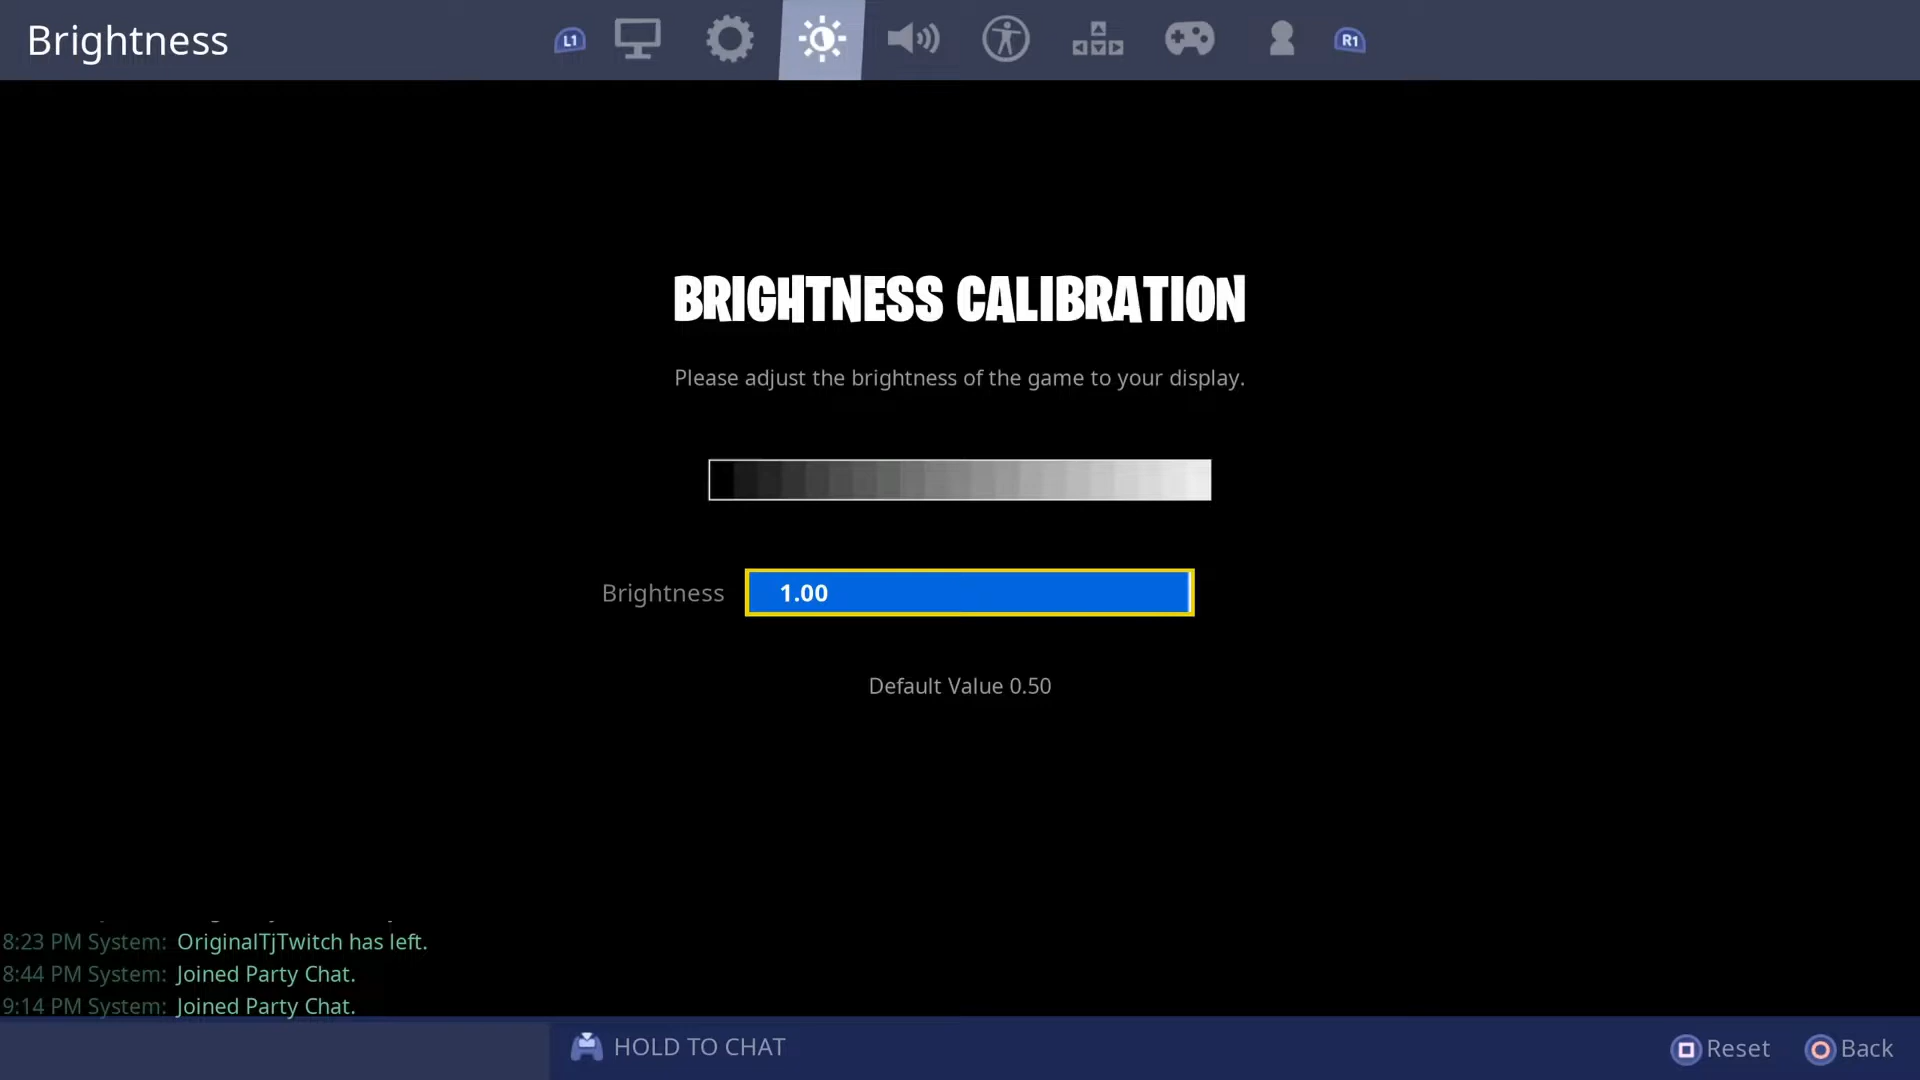 Brightness
L1
R1
BRIGHTNESS CALIBRATION
Please adjust the brightness of the game to your display.
Brightness 1.00
Default Value 0.50
8:23 PM System: OriginalTjTwitch has left.
8:44 PM System: Joined Party Chat.
9:14 PM System: Joined Party Chat.
HOLD TO CHAT
Reset
Back